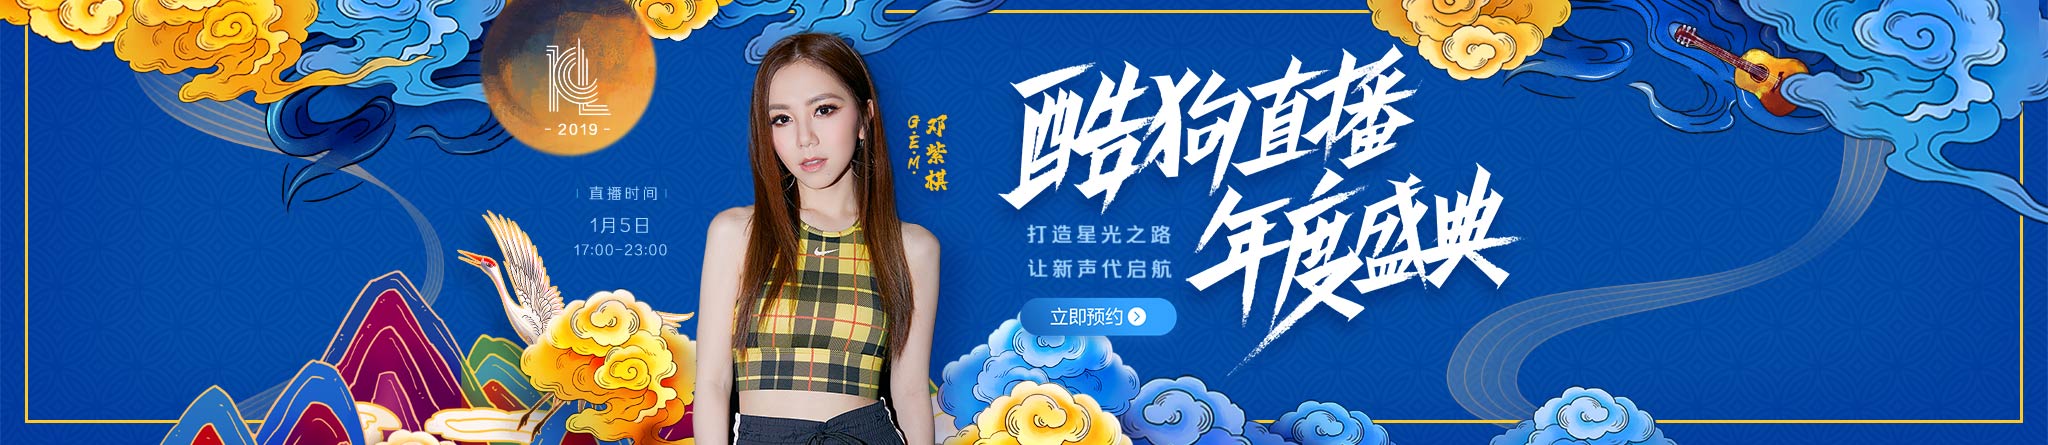 KL
- 2019 -
直播时间
1月5日
17:00-23:00
邓紫棋
G.E.M.
酷狗直播
年度盛典
打造星光之路
让新声代启航
立即预约